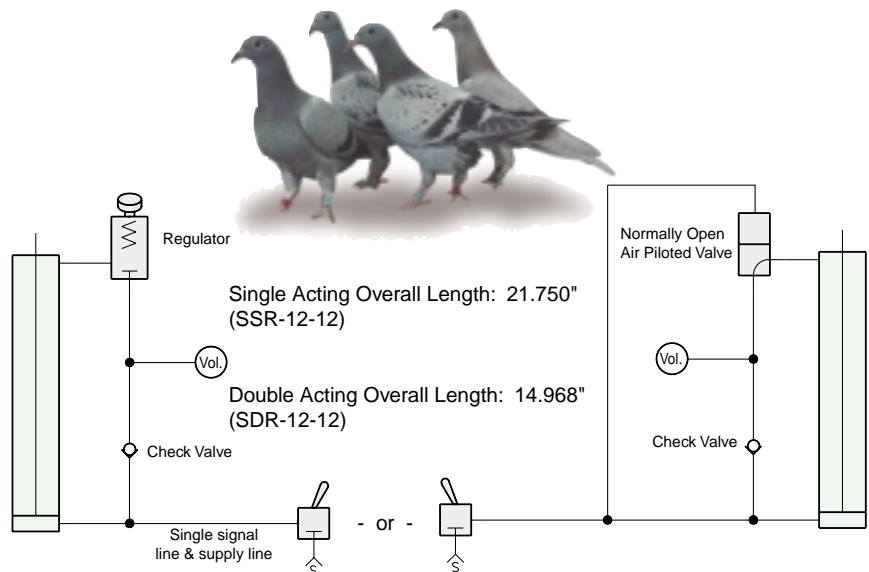 Regulator
Normally Open
Air Piloted Valve
Single Acting Overall Length:  21.750"
(SSR-12-12)
Vol.
Vol.
Double Acting Overall Length:  14.968"
(SDR-12-12)
Check Valve
Check Valve
- or -
Single signal
line & supply line
S
S